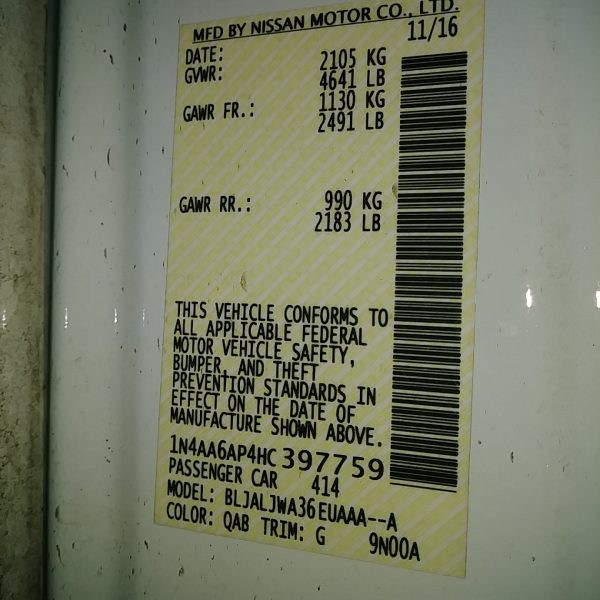 MFD BY NISSAN MOTOR CO., LTD.
DATE: 11/16
GVWR: 2105 KG
4641 LB
GAWR FR.: 1130 KG
2491 LB
GAWR RR.: 990 KG
2183 LB
THIS VEHICLE CONFORMS TO
ALL APPLICABLE FEDERAL
MOTOR VEHICLE SAFETY,
BUMPER, AND THEFT
PREVENTION STANDARDS IN
EFFECT ON THE DATE OF
MANUFACTURE SHOWN ABOVE.
1N4AA6AP4HC397759
PASSENGER CAR 414
MODEL: BLJALJWA36EUAAA--A
COLOR: QAB TRIM: G 9N00A